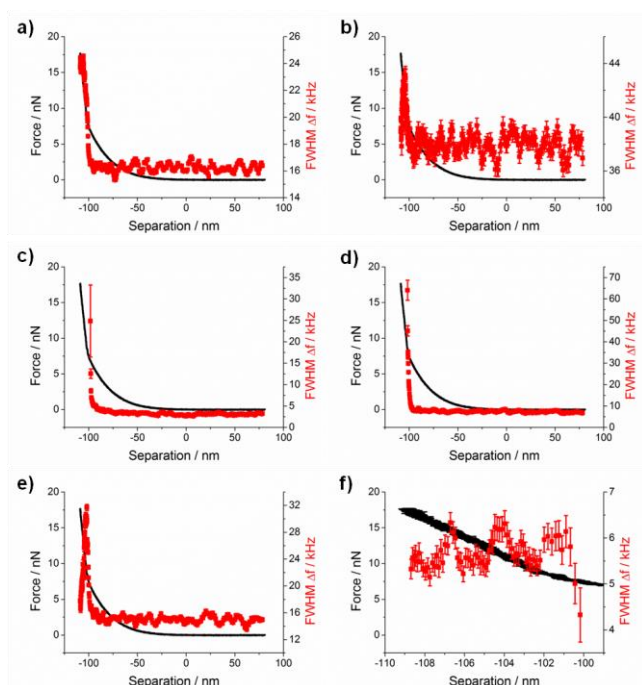 a)
20
15
10
5
0
Force / nN
26
24
22
20
18
16
14
FWHM Δf / kHz
-100 -50 0 50 100
Separation / nm
b)
20
15
10
5
0
Force / nN
44
40
36
FWHM Δf / kHz
-100 -50 0 50 100
Separation / nm
c)
20
15
10
5
0
Force / nN
35
30
25
20
15
10
5
0
FWHM Δf / kHz
-100 -50 0 50 100
Separation / nm
d)
20
15
10
5
0
Force / nN
70
60
50
40
30
20
10
0
FWHM Δf / kHz
-100 -50 0 50 100
Separation / nm
e)
20
15
10
5
0
Force / nN
32
28
24
20
16
12
FWHM Δf / kHz
-100 -50 0 50 100
Separation / nm
f)
20
15
10
5
0
Force / nN
7
6
5
4
FWHM Δf / kHz
-110 -108 -106 -104 -102 -100
Separation / nm